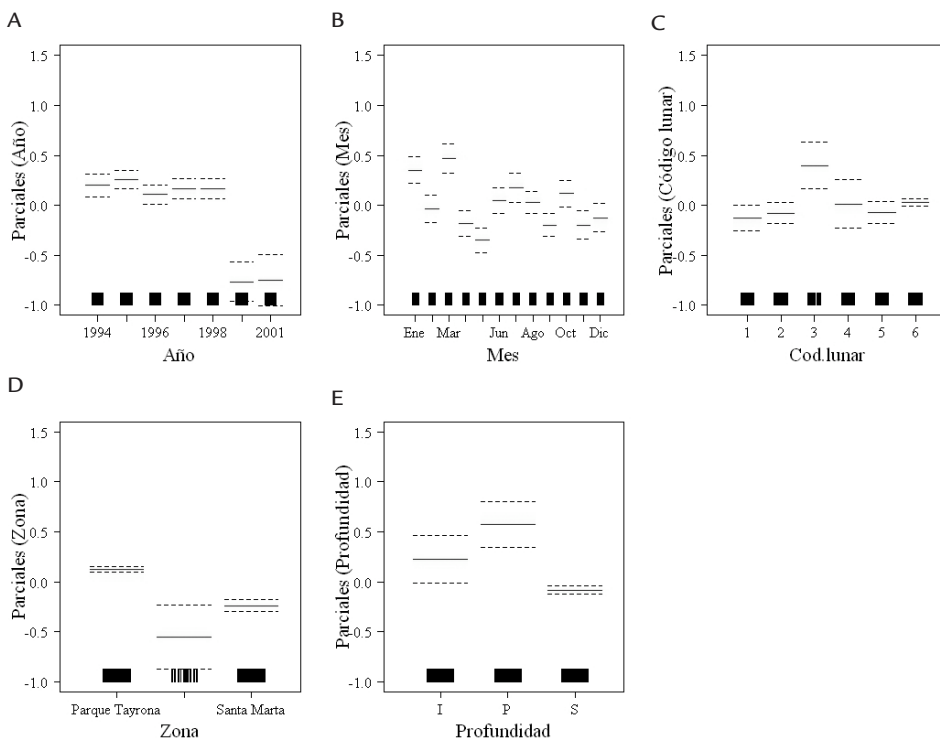 A
Parciales (Año)
1.5
1.0
0.5
0.0
-0.5
-1.0
1994 1996 1998 2001
Año
B
Parciales (Mes)
1.5
1.0
0.5
0.0
-0.5
-1.0
Ene Mar Jun Ago Oct Dic
Mes
C
Parciales (Código lunar)
1.5
1.0
0.5
0.0
-0.5
-1.0
1 2 3 4 5 6
Cod.lunar
D
Parciales (Zona)
1.5
1.0
0.5
0.0
-0.5
-1.0
Parque Tayrona Santa Marta
Zona
E
Parciales (Profundidad)
1.5
1.0
0.5
0.0
-0.5
-1.0
I P S
Profundidad